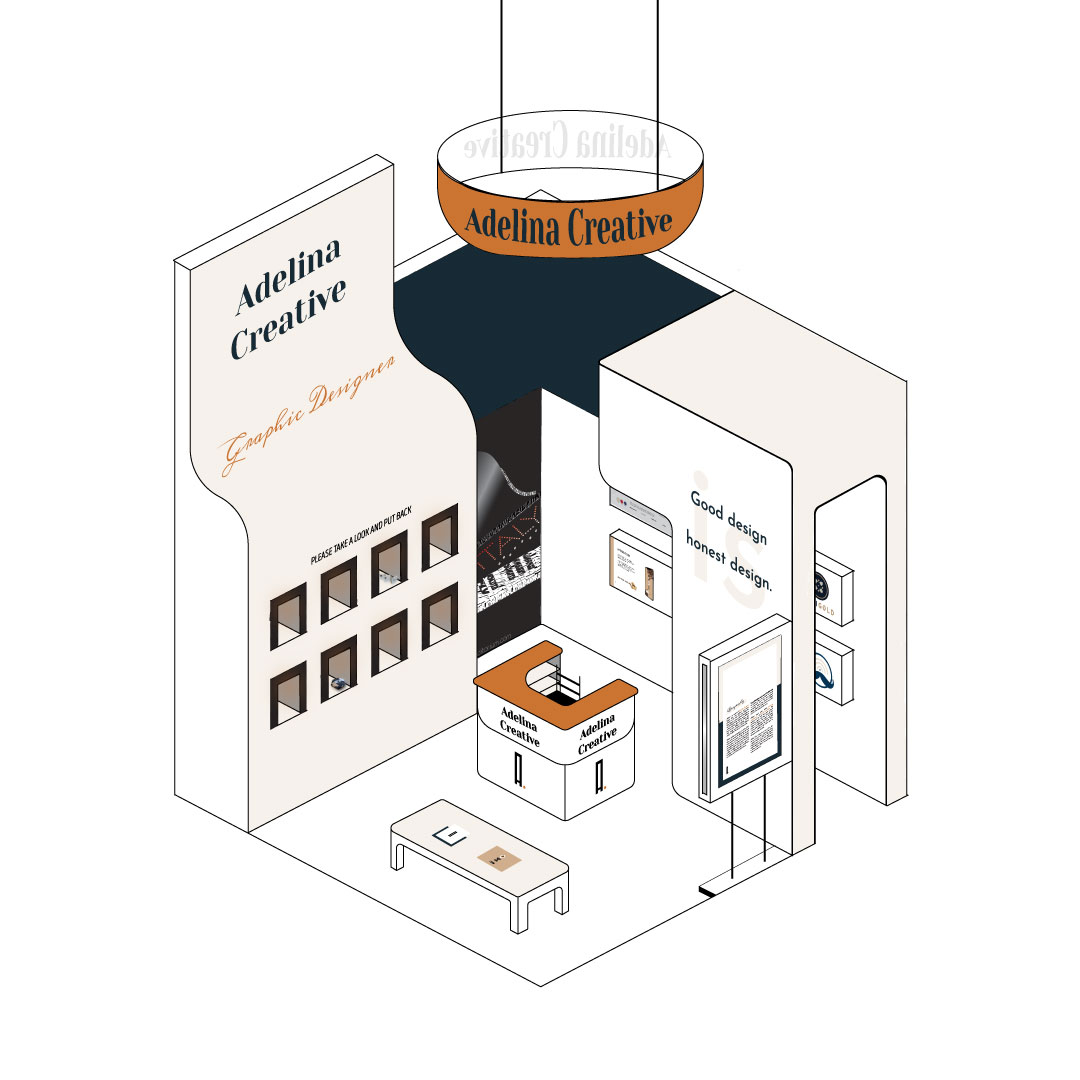 Adelina Creative
Adelina Creative
Adelina
Creative
Graphic Designer
PLEASE TAKE A LOOK AND PUT BACK
is
Good design
honest design.
GOLD
Adelina
Creative
Adelina
Creative